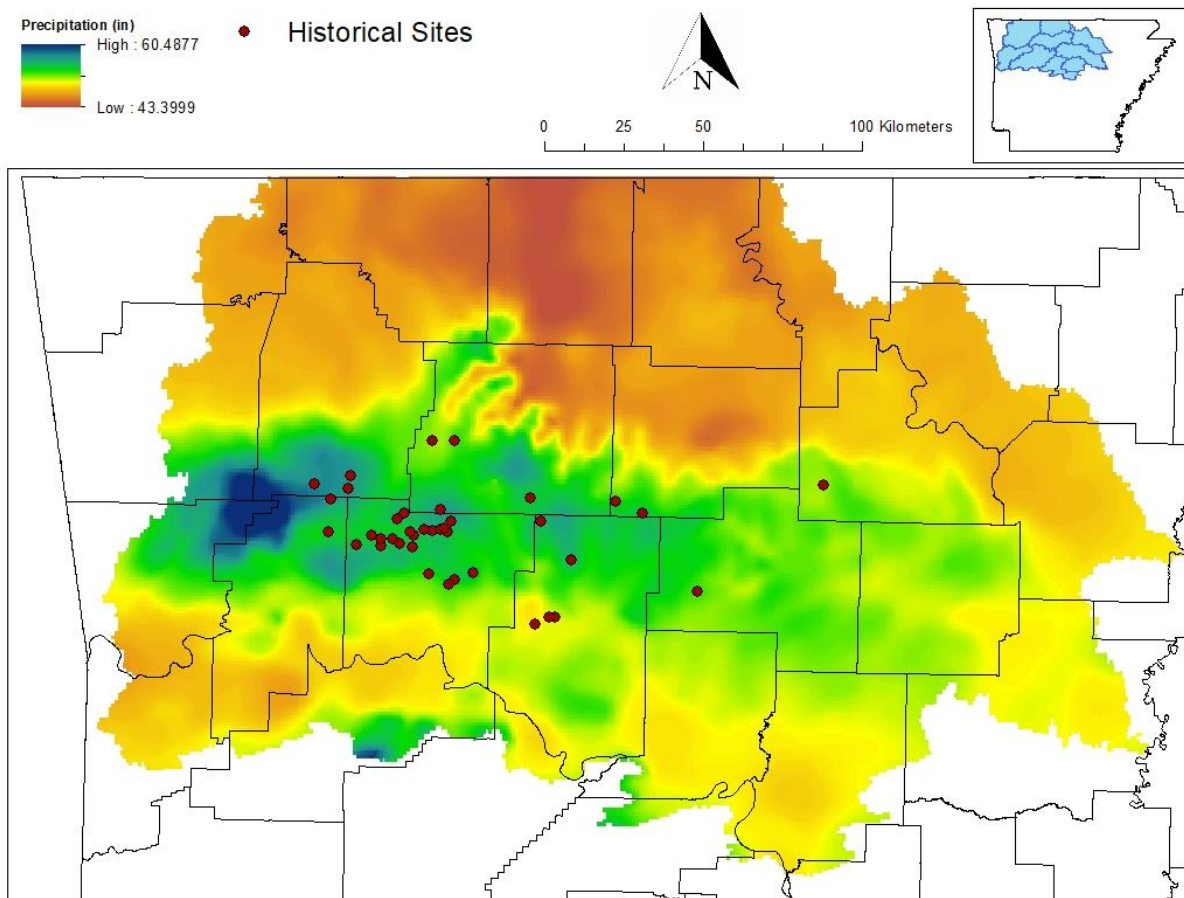 Precipitation (in)
High : 60.4877
Low : 43.3999
Historical Sites
N
0 25 50 100 Kilometers